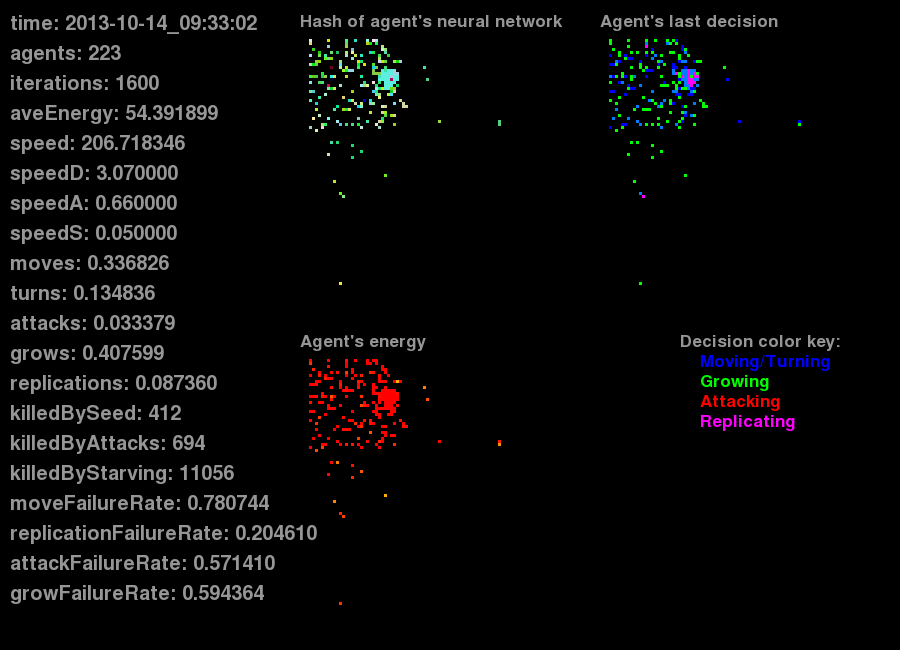 time: 2013-10-14_09:33:02
agents: 223
iterations: 1600
aveEnergy: 54.391899
speed: 206.718346
speedD: 3.070000
speedA: 0.660000
speedS: 0.050000
moves: 0.336826
turns: 0.134836
attacks: 0.033379
grows: 0.407599
replications: 0.087360
killedBySeed: 412
killedByAttacks: 694
killedByStarving: 11056
moveFailureRate: 0.780744
replicationFailureRate: 0.204610
attackFailureRate: 0.571410
growFailureRate: 0.594364
Hash of agent's neural network
Agent's last decision
Agent's energy
Decision color key:
Moving/Turning
Growing
Attacking
Replicating